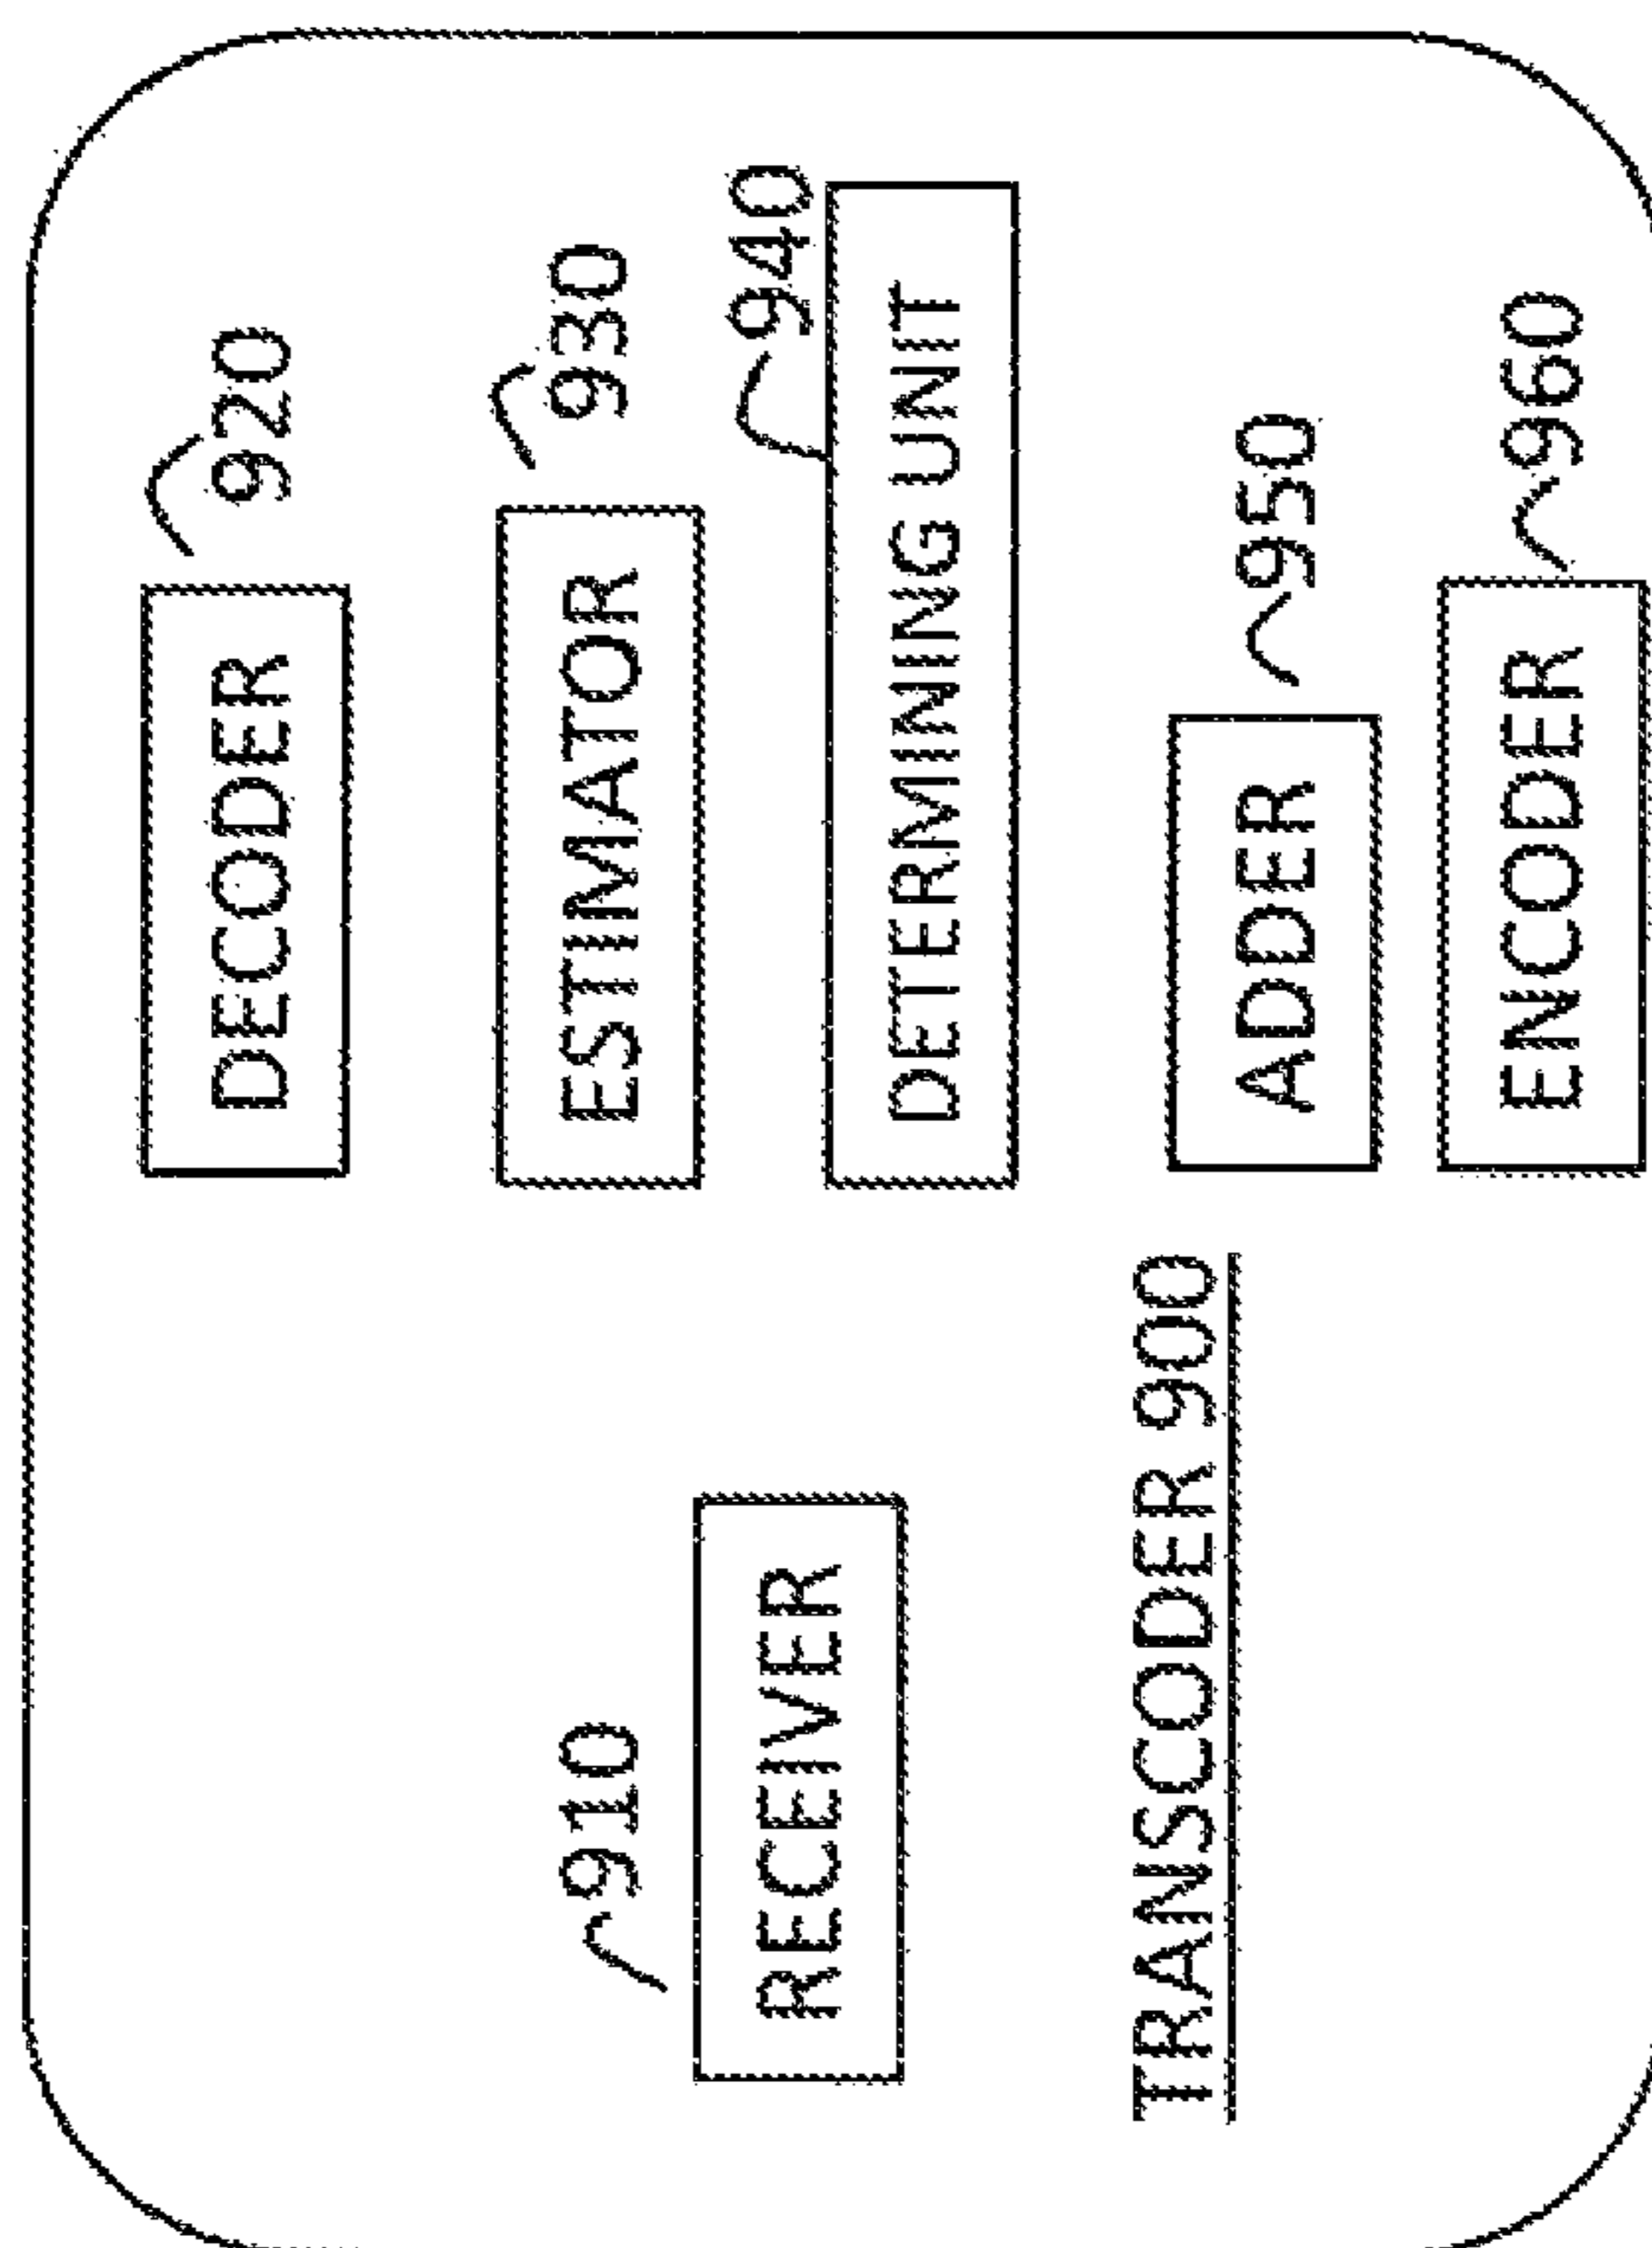 DECODER
920
ESTIMATOR
930
910
RECEIVER
940
DETERMINING UNIT
TRANSCODER 900
ADDER
950
ENCODER
960